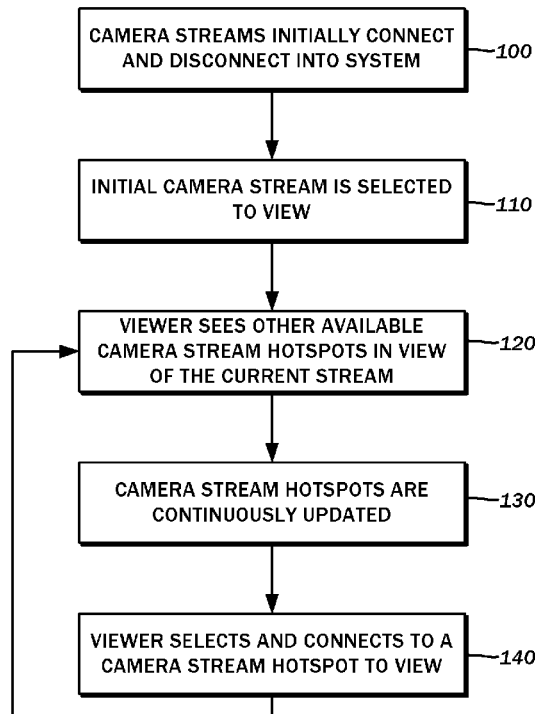 CAMERA STREAMS INITIALLY CONNECT
AND DISCONNECT INTO SYSTEM
100
INITIAL CAMERA STREAM IS SELECTED
TO VIEW
110
VIEWER SEES OTHER AVAILABLE
CAMERA STREAM HOTSPOTS IN VIEW
OF THE CURRENT STREAM
120
CAMERA STREAM HOTSPOTS ARE
CONTINUOUSLY UPDATED
130
VIEWER SELECTS AND CONNECTS TO A
CAMERA STREAM HOTSPOT TO VIEW
140